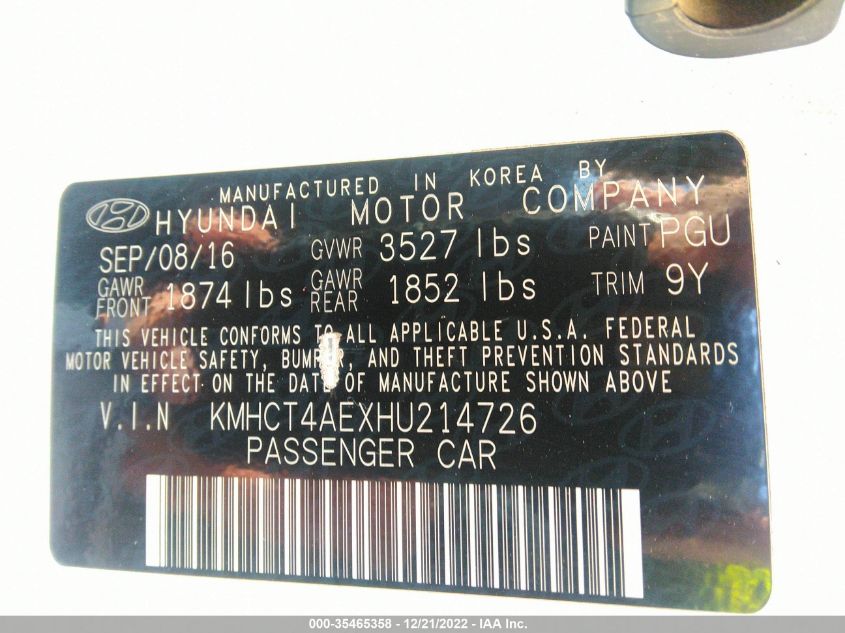 MANUFACTURED IN KOREA BY
HYUNDAI MOTOR COMPANY
SEP/08/16 GVWR 3527 lbs PAINT PGU
GAWR FRONT 1874 lbs GAWR REAR 1852 lbs TRIM 9Y
THIS VEHICLE CONFORMS TO ALL APPLICABLE U.S.A. FEDERAL
MOTOR VEHICLE SAFETY, BUMPER, AND THEFT PREVENTION STANDARDS
IN EFFECT ON THE DATE OF MANUFACTURE SHOWN ABOVE
V.I.N KMHCT4AEXHU214726
PASSENGER CAR
000-35465358 - 12/21/2022 - IAA Inc.